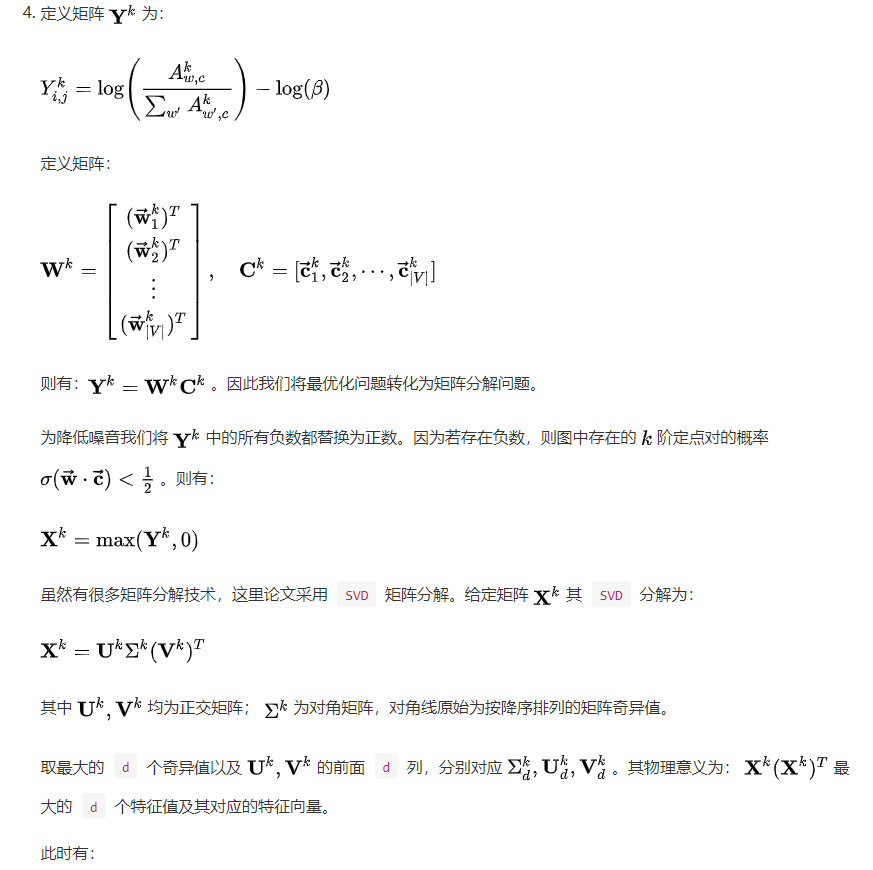 4. 定义矩阵 $\mathbf{Y}^k$ 为：
$Y_{i,j}^k = \log\left(\frac{A_{w,c}^k}{\sum_{w'} A_{w',c}^k}\right) - \log(\beta)$
定义矩阵：
$\mathbf{W}^k = \begin{bmatrix} (\vec{\mathbf{w}}_1^k)^T \\ (\vec{\mathbf{w}}_2^k)^T \\ \vdots \\ (\vec{\mathbf{w}}_{|V|}^k)^T \end{bmatrix}, \quad \mathbf{C}^k = [\vec{\mathbf{c}}_1^k, \vec{\mathbf{c}}_2^k, \cdots, \vec{\mathbf{c}}_{|V|}^k]$
则有：$\mathbf{Y}^k = \mathbf{W}^k \mathbf{C}^k$ 。因此我们将最优化问题转化为矩阵分解问题。
为降低噪音我们将 $\mathbf{Y}^k$ 中的所有负数都替换为正数。因为若存在负数，则图中存在的 $k$ 阶定点对的概率
$\sigma(\vec{\mathbf{w}} \cdot \vec{\mathbf{c}}) < \frac{1}{2}$ 。则有：
$\mathbf{X}^k = \max(\mathbf{Y}^k, 0)$
虽然有很多矩阵分解技术，这里论文采用 SVD 矩阵分解。给定矩阵 $\mathbf{X}^k$ 其 SVD 分解为：
$\mathbf{X}^k = \mathbf{U}^k \Sigma^k (\mathbf{V}^k)^T$
其中 $\mathbf{U}^k, \mathbf{V}^k$ 均为正交矩阵；$\Sigma^k$ 为对角矩阵，对角线原始为按降序排列的矩阵奇异值。
取最大的 d 个奇异值以及 $\mathbf{U}^k, \mathbf{V}^k$ 的前面 d 列，分别对应 $\Sigma_d^k, \mathbf{U}_d^k, \mathbf{V}_d^k$ 。其物理意义为：$\mathbf{X}^k(\mathbf{X}^k)^T$ 最
大的 d 个特征值及其对应的特征向量。
此时有：